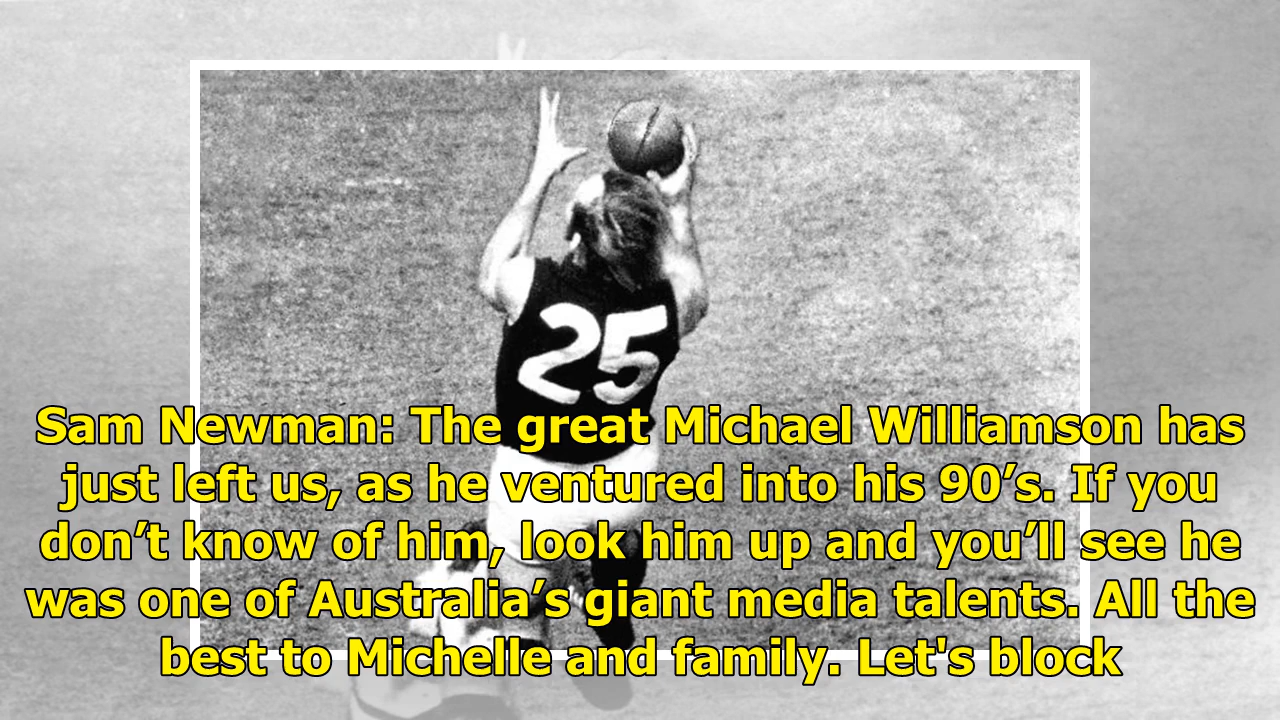 25
Sam Newman: The great Michael Williamson has
just left us, as he ventured into his 90’s. If you
don’t know of him, look him up and you’ll see he
was one of Australia’s giant media talents. All the
best to Michelle and family. Let's block